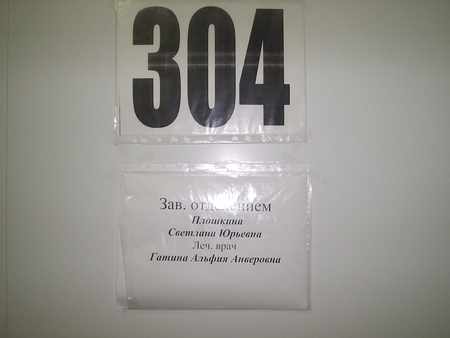 304
Зав. отделением
Плошкина
Светлана Юрьевна
Леч. врач
Гатина Альфия Анверовна